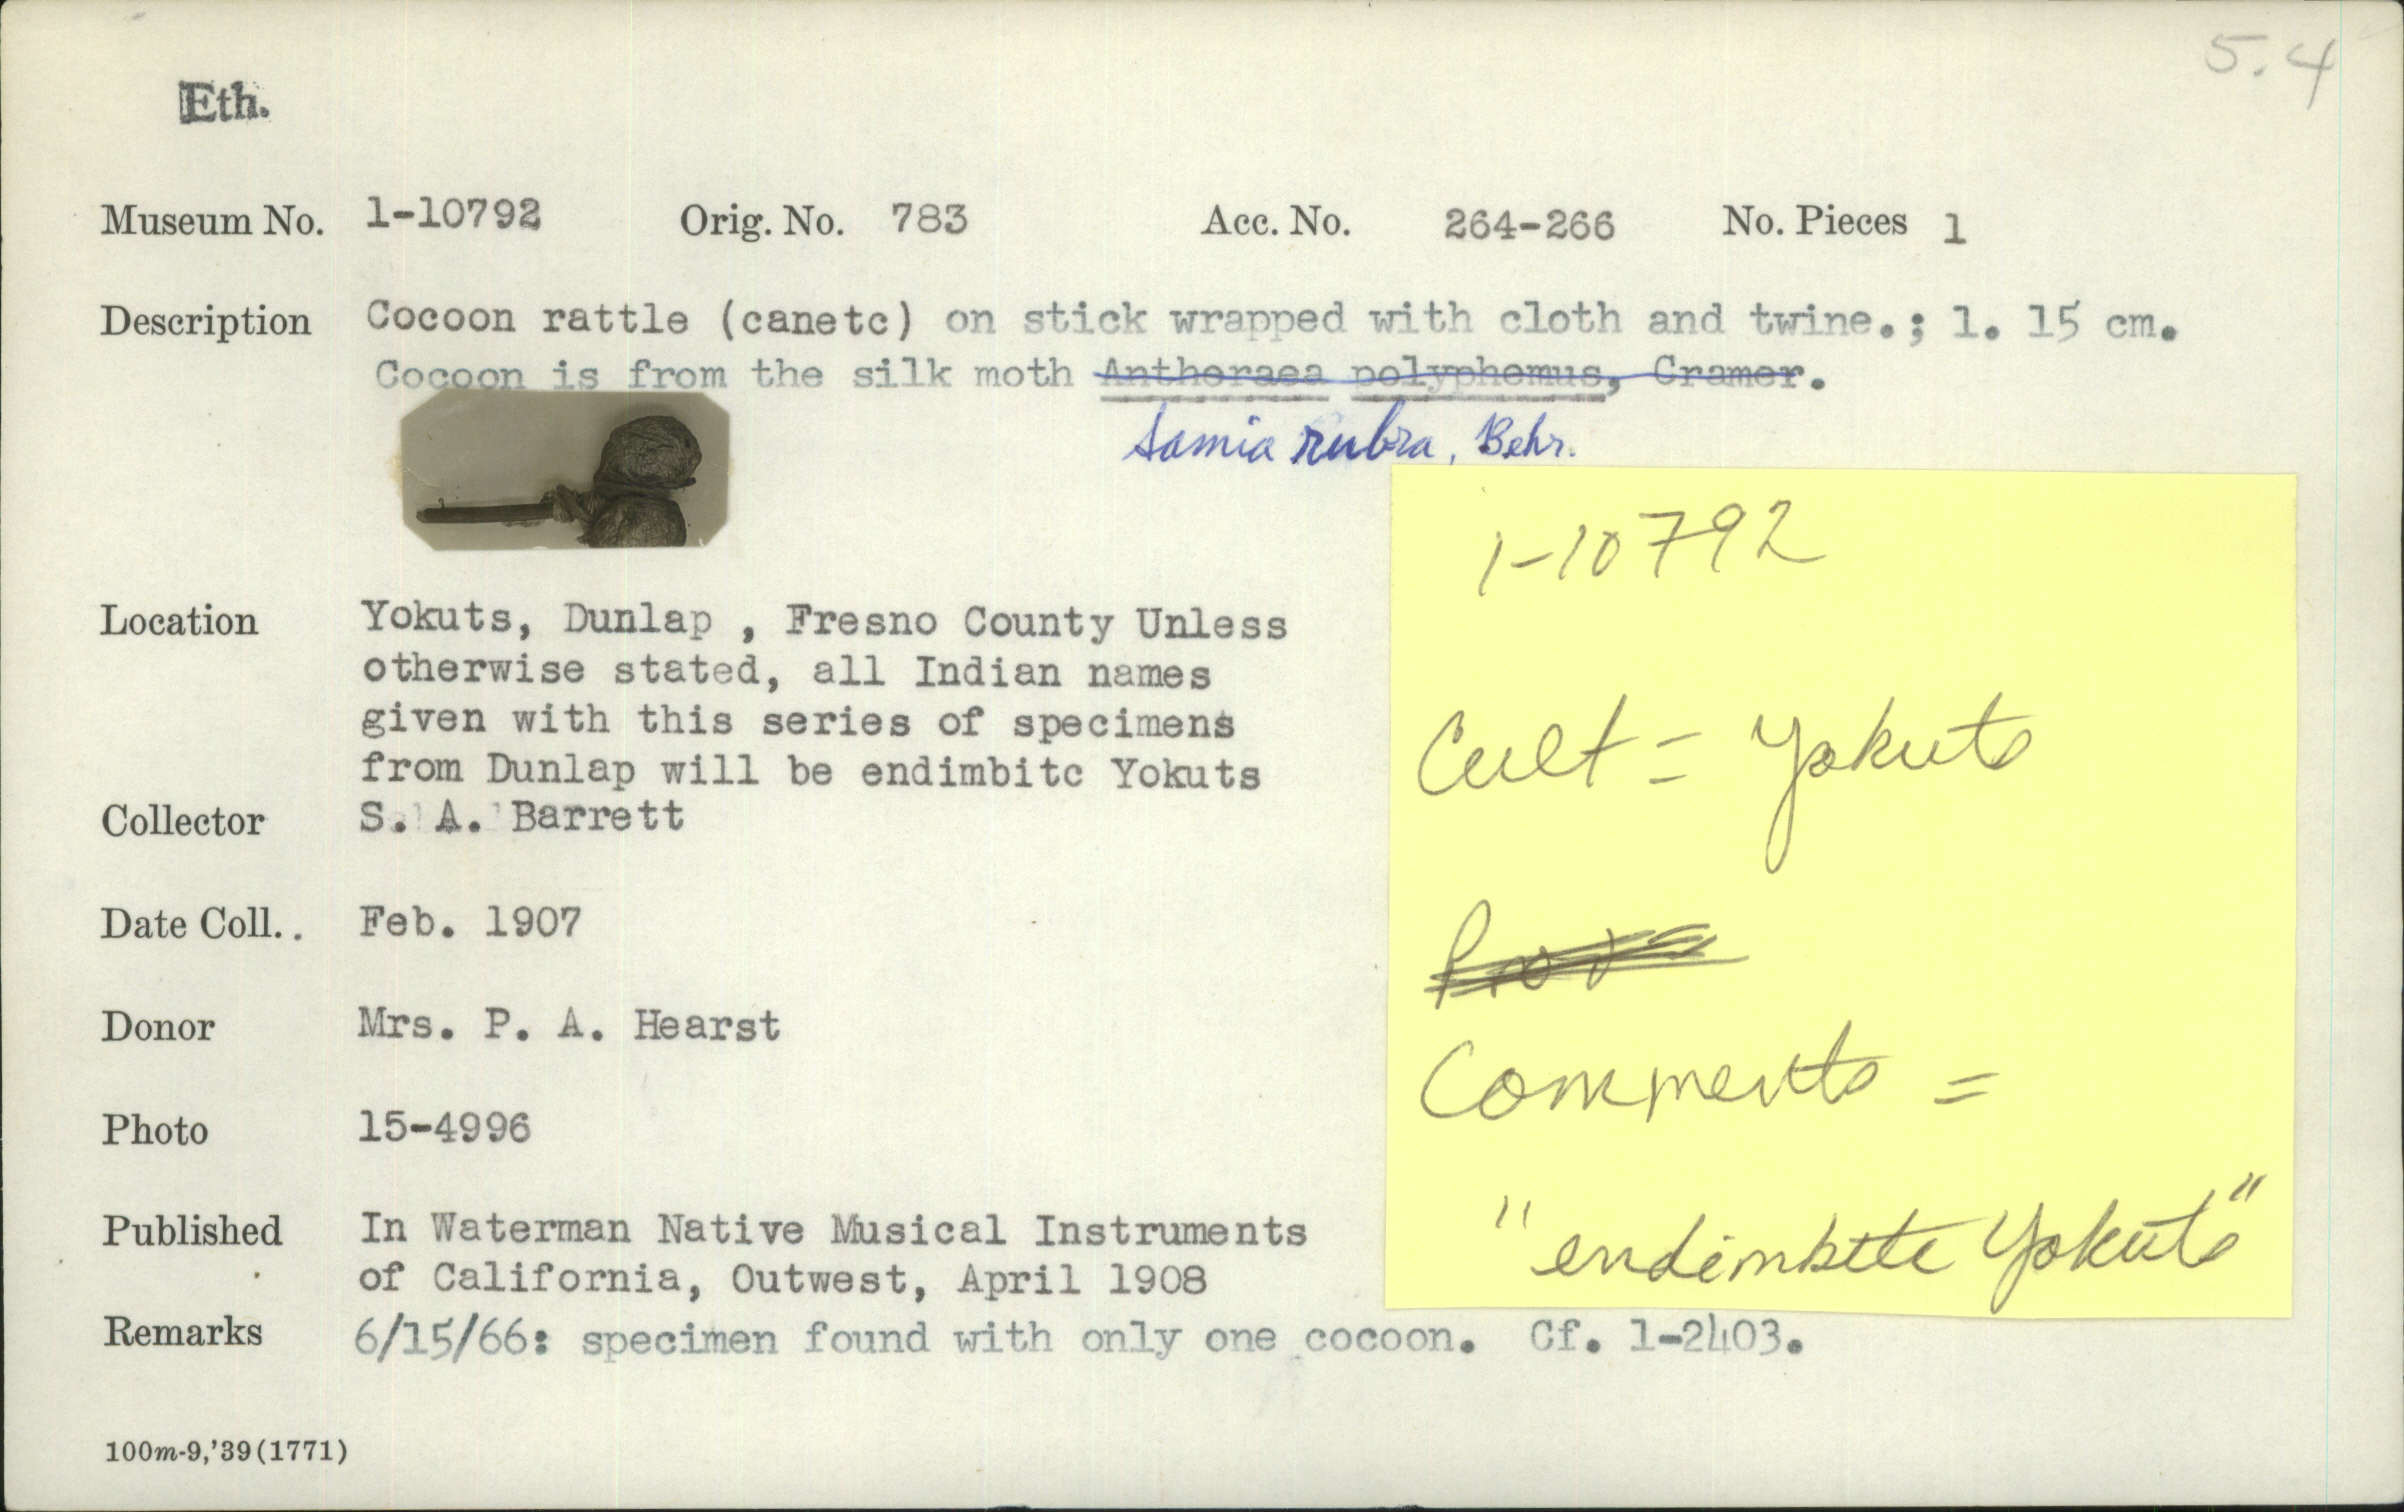 5.4
Eth.
Museum No. 1-10792 Orig. No. 783 Acc. No. 264-266 No. Pieces 1
Description Cocoon rattle (canetc) on stick wrapped with cloth and twine.; l. 15 cm.
Cocoon is from the silk moth Antheraea polyphemus, Cramer.
Samia rubra, Behr.
Location Yokuts, Dunlap , Fresno County Unless
otherwise stated, all Indian names
given with this series of specimens
from Dunlap will be endimbitc Yokuts
Collector S. A. Barrett
Date Coll. . Feb. 1907
Donor Mrs. P. A. Hearst
Photo 15-4996
Published In Waterman Native Musical Instruments
of California, Outwest, April 1908
Remarks 6/15/66: specimen found with only one cocoon. Cf. 1-2403.
100m-9,'39(1771)
1-10792
Cult = Yokuts
Comments =
"endimbitc Yokuts"